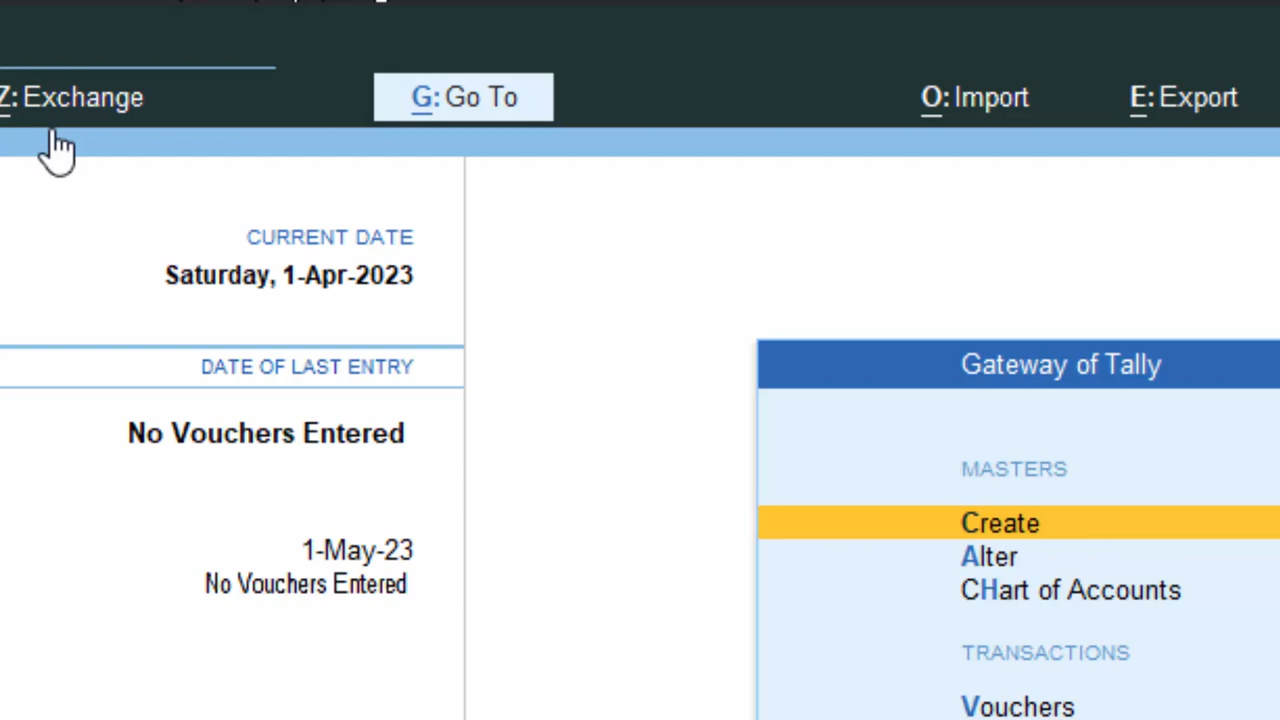 Z: Exchange
G: Go To
O: Import
E: Export
CURRENT DATE
Saturday, 1-Apr-2023
DATE OF LAST ENTRY
No Vouchers Entered
1-May-23
No Vouchers Entered
Gateway of Tally
MASTERS
Create
Alter
CHart of Accounts
TRANSACTIONS
Vouchers